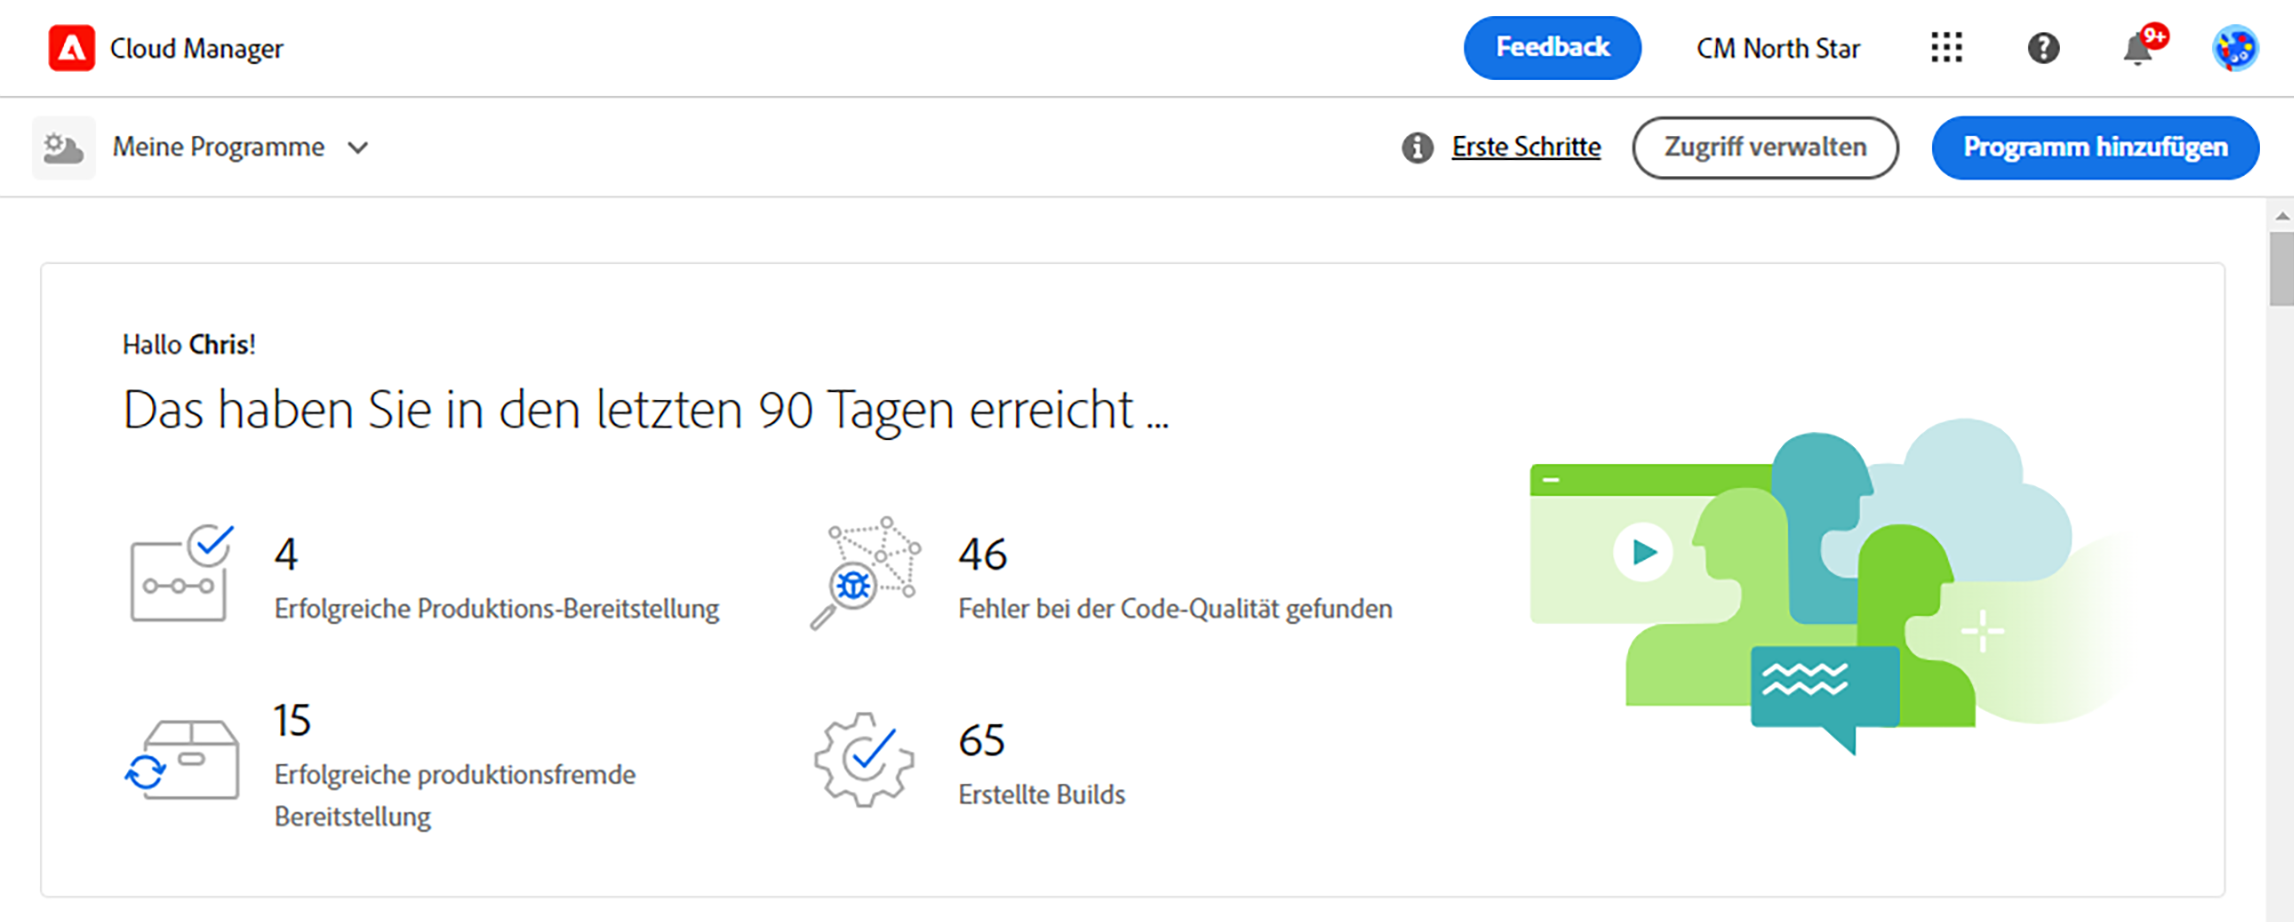 Cloud Manager
Feedback
CM North Star
9+
Meine Programme
Erste Schritte
Zugriff verwalten
Programm hinzufügen
Hallo Chris!
Das haben Sie in den letzten 90 Tagen erreicht ...
4
Erfolgreiche Produktions-Bereitstellung
46
Fehler bei der Code-Qualität gefunden
15
Erfolgreiche produktionsfremde
Bereitstellung
65
Erstellte Builds